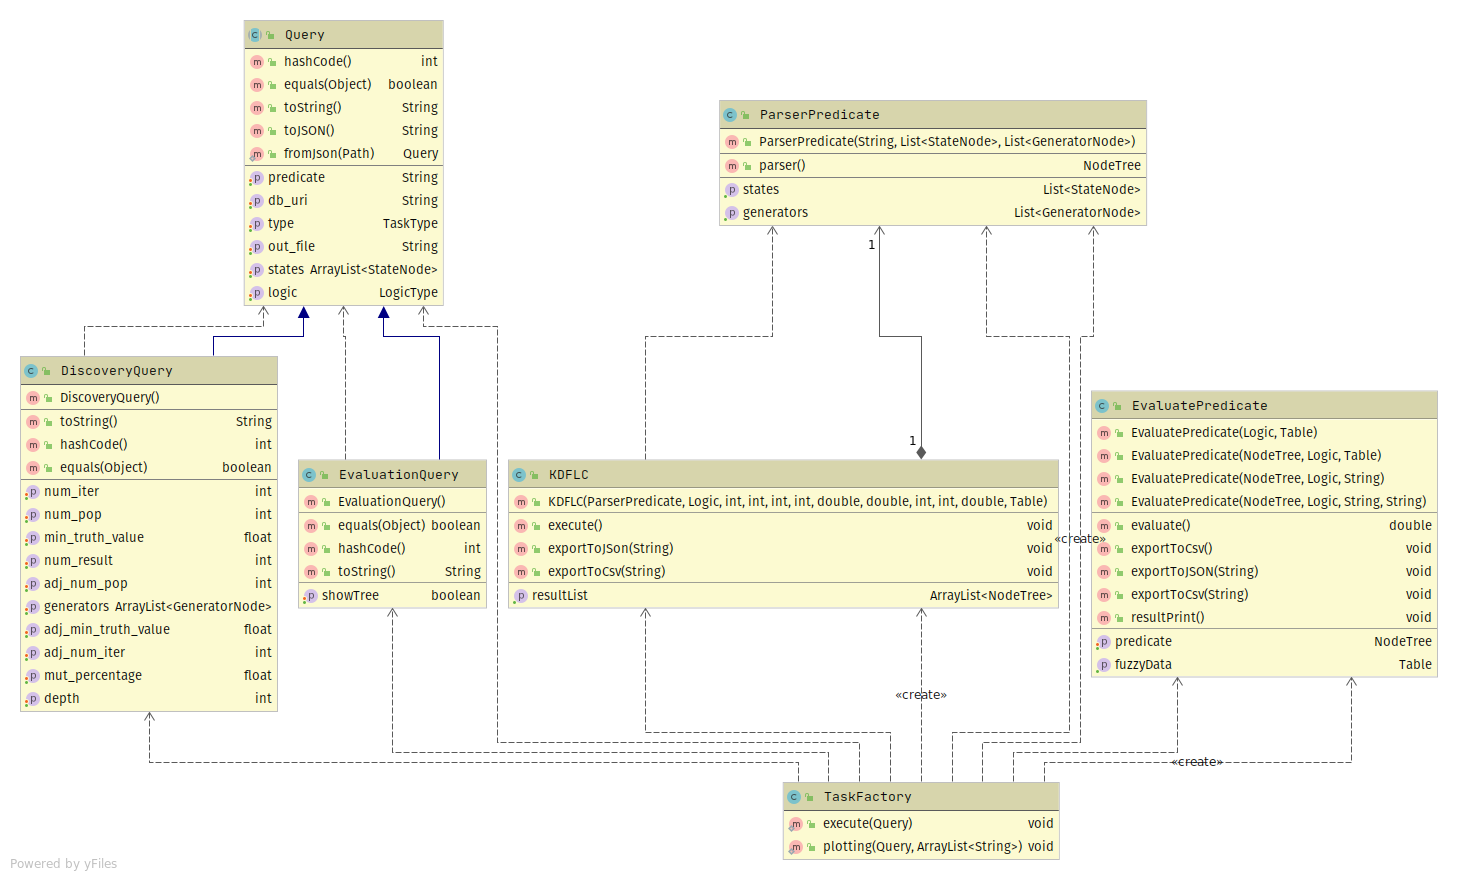 Query
hashCode() int
equals(Object) boolean
toString() String
toJSON() String
fromJson(Path) Query
predicate String
db_uri String
type TaskType
out_file String
states ArrayList<StateNode>
logic LogicType
ParserPredicate
ParserPredicate(String, List<StateNode>, List<GeneratorNode>)
parser() NodeTree
states List<StateNode>
generators List<GeneratorNode>
1
1
DiscoveryQuery
DiscoveryQuery()
toString() String
hashCode() int
equals(Object) boolean
num_iter int
num_pop int
min_truth_value float
num_result int
adj_num_pop int
generators ArrayList<GeneratorNode>
adj_min_truth_value float
adj_num_iter int
mut_percentage float
depth int
EvaluationQuery
EvaluationQuery()
equals(Object) boolean
hashCode() int
toString() String
showTree boolean
KDFLC
KDFLC(ParserPredicate, Logic, int, int, int, int, double, double, int, int, double, Table)
execute() void
exportToJSon(String) void
exportToCsv(String) void
resultList ArrayList<NodeTree>
«create»
EvaluatePredicate
EvaluatePredicate(Logic, Table)
EvaluatePredicate(NodeTree, Logic, Table)
EvaluatePredicate(NodeTree, Logic, String)
EvaluatePredicate(NodeTree, Logic, String, String)
evaluate() double
exportToCsv() void
exportToJSON(String) void
exportToCsv(String) void
resultPrint() void
predicate NodeTree
fuzzyData Table
«create»
«create»
TaskFactory
execute(Query) void
plotting(Query, ArrayList<String>) void
Powered by yFiles